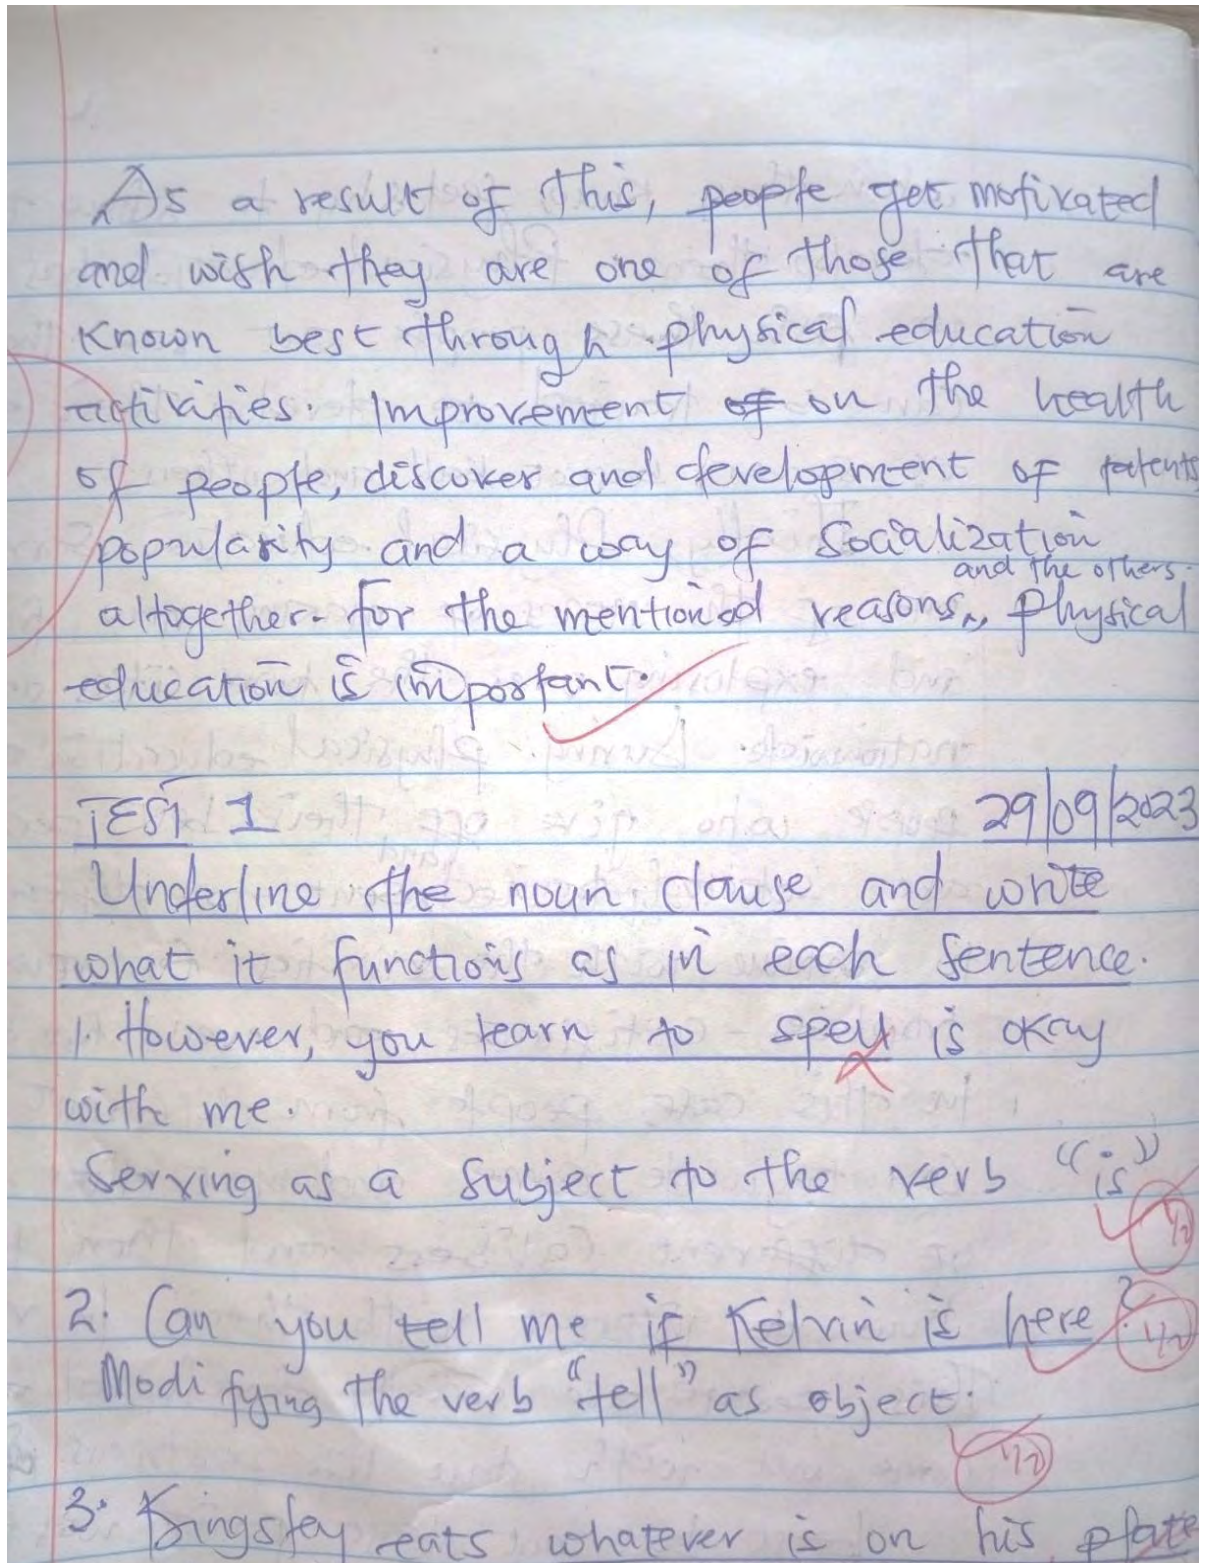 As a result of this, people get motivated
and wish they are one of those that are
known best through physical education
activities. Improvement of on the health
of people, discover and development of talents
popularity and a way of socialization
and the others.
altogether. For the mentioned reasons,, physical
education is important.
TEST 1 29/09/2023
Underline the noun clause and write
what it functions as in each sentence.
1. However, you learn to spell is okay
with me.
Serving as a subject to the verb "is"
1/2
2. Can you tell me if Kelvin is here?
1/2
Modifying the verb "tell" as object.
1/2
3. Kingsley eats whatever is on his plate